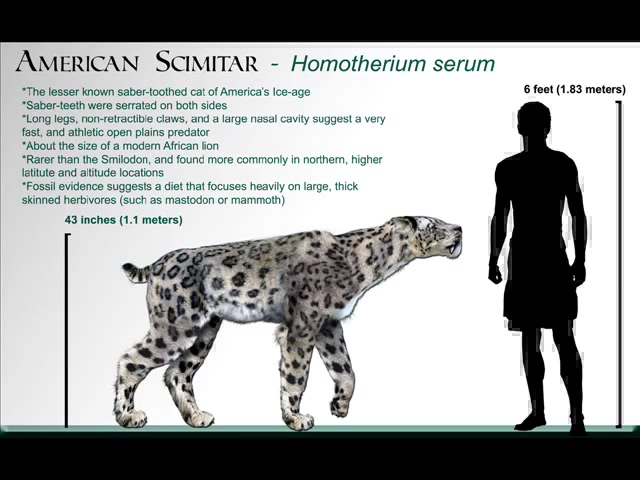 American Scimitar - Homotherium serum
*The lesser known saber-toothed cat of America's Ice-age
*Saber-teeth were serrated on both sides
*Long legs, non-retractible claws, and a large nasal cavity suggest a very
fast, and athletic open plains predator
*About the size of a modern African lion
*Rarer than the Smilodon, and found more commonly in northern, higher
latitute and altitude locations
*Fossil evidence suggests a diet that focuses heavily on large, thick
skinned herbivores (such as mastodon or mammoth)
43 inches (1.1 meters)
6 feet (1.83 meters)